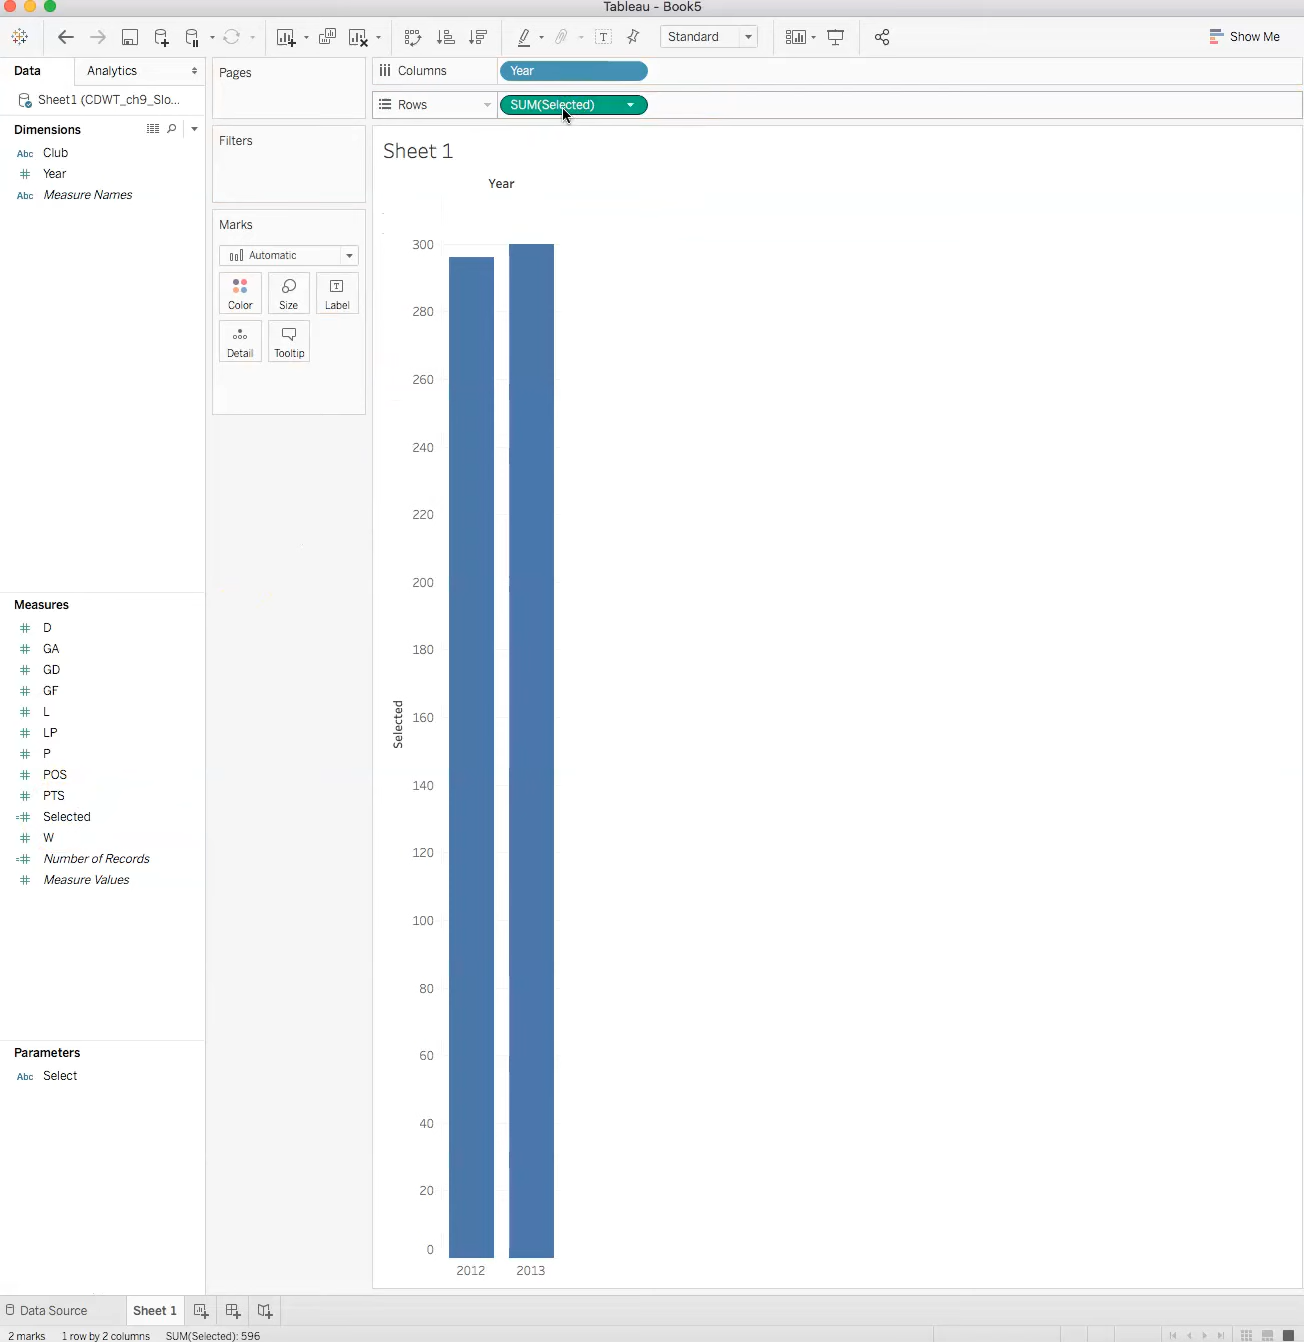 Tableau - Book5
Standard
Show Me
Data
Analytics
Sheet1 (CDWT_ch9_Slo...
Dimensions
Abc Club
Year
Abc Measure Names
Measures
D
GA
GD
GF
L
LP
P
POS
PTS
Selected
W
Number of Records
Measure Values
Parameters
Abc Select
Pages
Filters
Marks
Automatic
Color
Size
Label
Detail
Tooltip
Columns
Year
Rows
SUM(Selected)
Sheet 1
Year
300
280
260
240
220
200
180
160
140
120
100
80
60
40
20
0
Selected
2012
2013
Data Source
Sheet 1
2 marks
1 row by 2 columns
SUM(Selected): 596